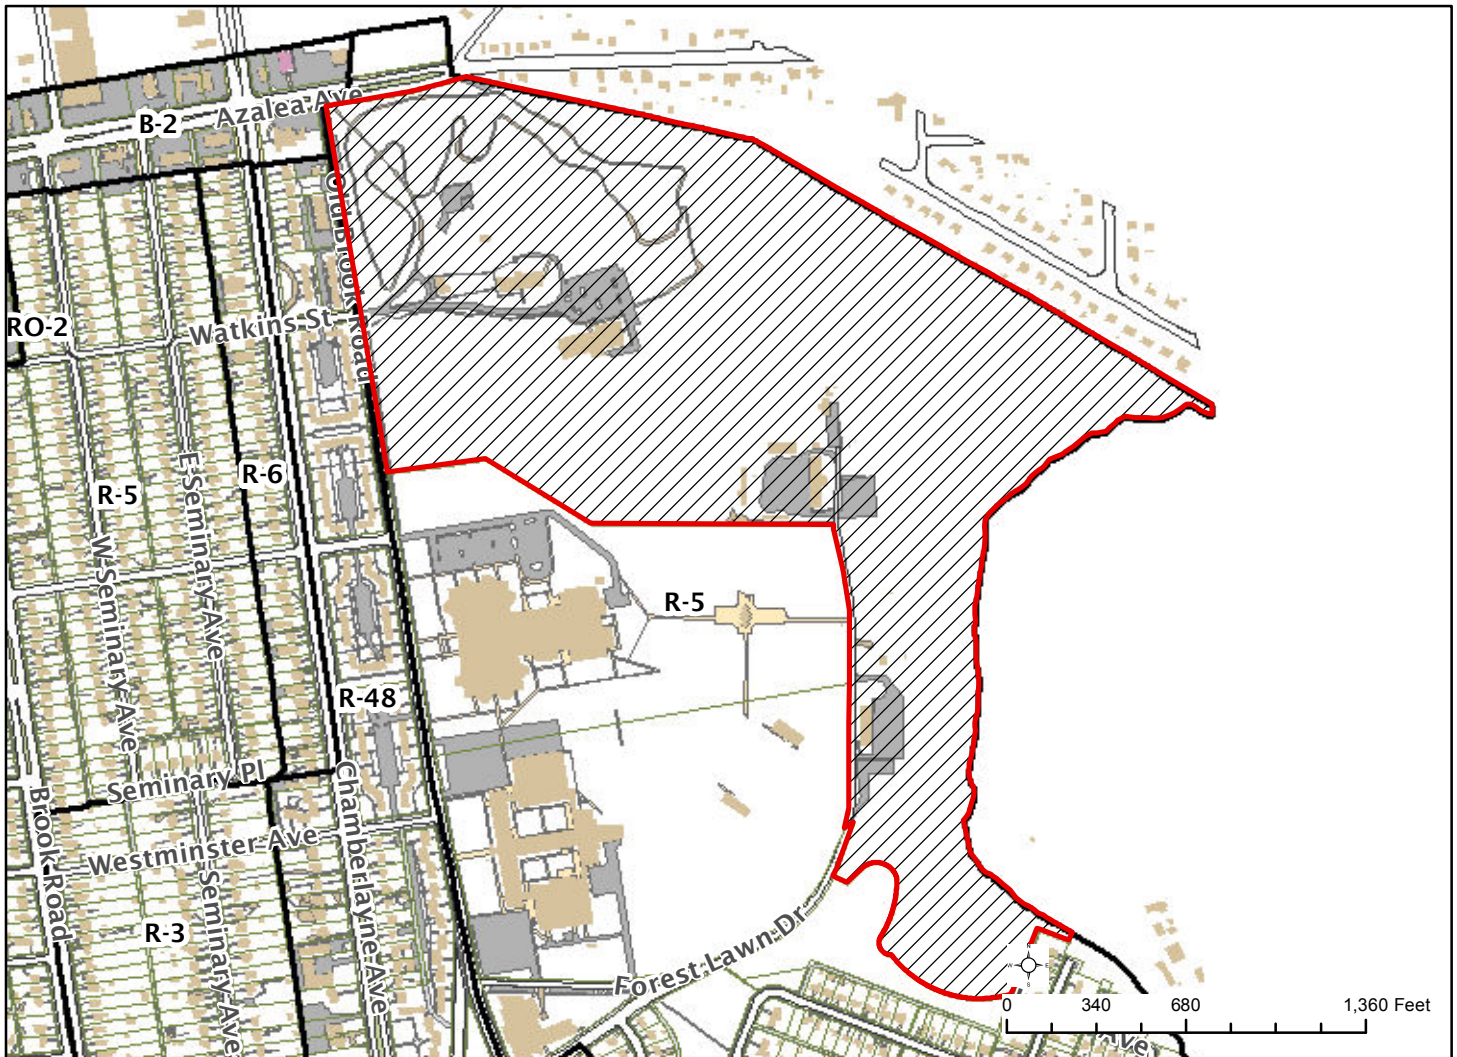 Azalea Ave
B-2
Old Brook Road
RO-2
Watkins St
R-6
R-5
E Seminary Ave
W Seminary Ave
R-5
R-48
Seminary Pl
Chamberlayne Ave
Brook Road
Westminster Ave
Seminary Ave
R-3
Forest Lawn Dr
N
W
E
S
0 340 680 1,360 Feet
Ave